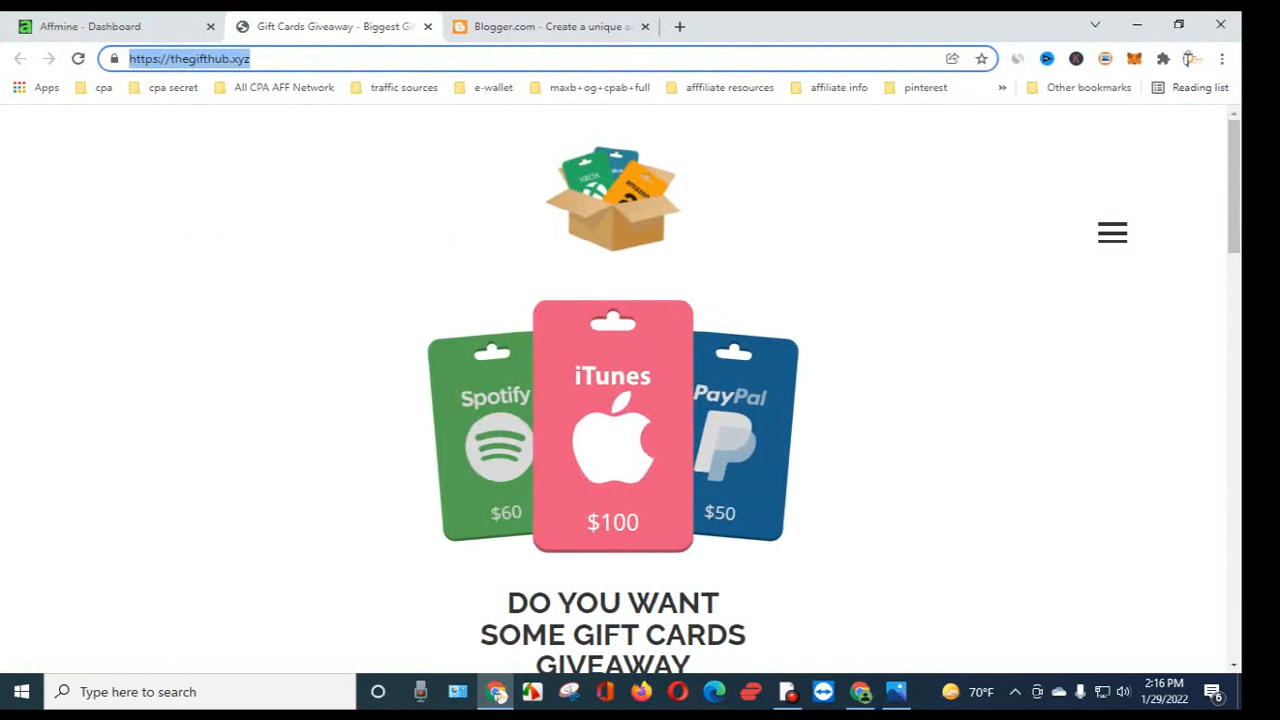 Affmine - Dashboard
Gift Cards Giveaway - Biggest Gi
Blogger.com - Create a unique a
https://thegifthub.xyz
Apps
cpa
cpa secret
All CPA AFF Network
traffic sources
e-wallet
maxb+og+cpab+full
afffiliate resources
affiliate info
pinterest
Other bookmarks
Reading list
XBOX
amazon
Spotify
$60
iTunes
$100
PayPal
$50
DO YOU WANT
SOME GIFT CARDS
GIVEAWAY
Type here to search
70°F
2:16 PM
1/29/2022
6